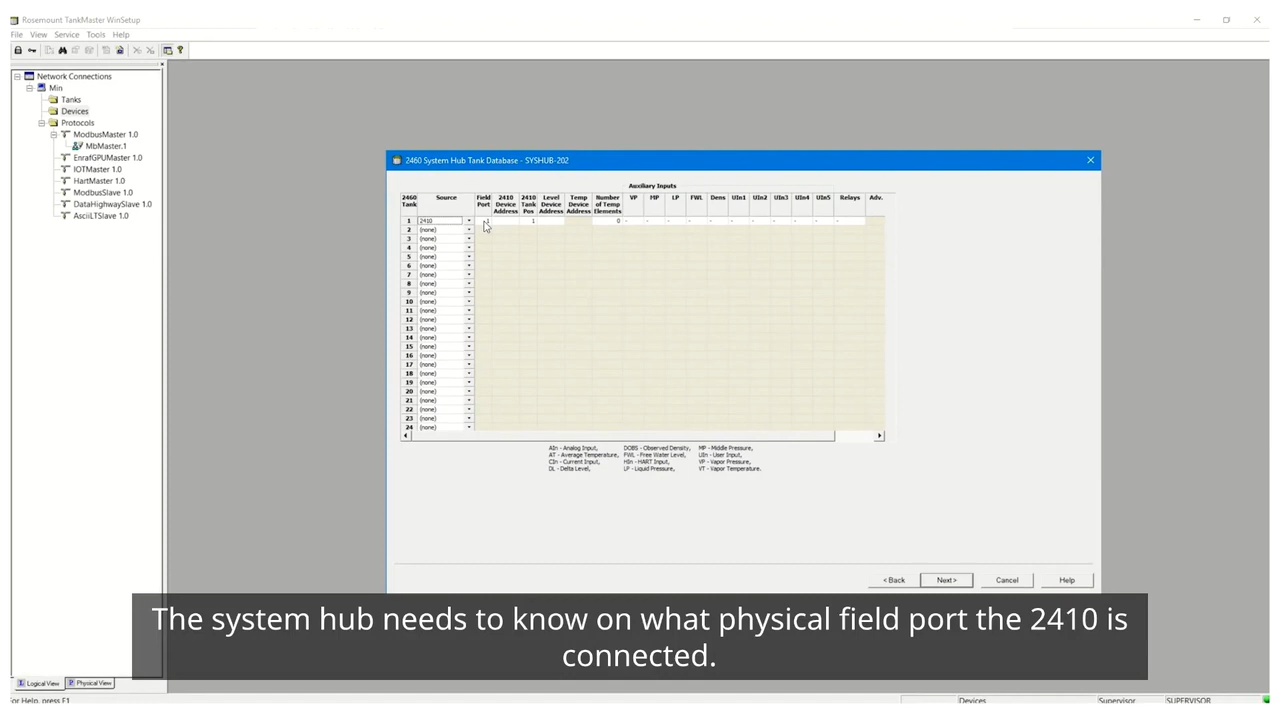 Rosemount TankMaster WinSetup
File View Service Tools Help
Network Connections
Min
Tanks
Devices
Protocols
ModbusMaster 1.0
MbMaster.1
EnrafGPUMaster 1.0
IOTMaster 1.0
HartMaster 1.0
ModbusSlave 1.0
DataHighwaySlave 1.0
AsciiLTSlave 1.0
2460 System Hub Tank Database - SYSHUB-202
Auxiliary Inputs
2460 Tank Source Field Port 2410 Device Address 2410 Tank Pos Level Device Address Temp Device Address Number of Temp Elements VP MP LP FWL Dens UIn1 UIn2 UIn3 UIn4 UIn5 Relays Adv.
1 2410 1 1 0 - - - - - - - - - - -
2 (none)
3 (none)
4 (none)
5 (none)
6 (none)
7 (none)
8 (none)
9 (none)
10 (none)
11 (none)
12 (none)
13 (none)
14 (none)
15 (none)
16 (none)
17 (none)
18 (none)
19 (none)
20 (none)
21 (none)
22 (none)
23 (none)
24 (none)
AIn - Analog Input, DOBS - Observed Density, MP - Middle Pressure,
AT - Average Temperature, FWL - Free Water Level, UIn - User Input,
CIn - Current Input, HIn - HART Input, VP - Vapor Pressure,
DL - Delta Level, LP - Liquid Pressure, VT - Vapor Temperature.
< Back Next > Cancel Help
The system hub needs to know on what physical field port the 2410 is
connected.
Logical View Physical View
or Help, press F1 Devices Supervisor SUPERVISOR